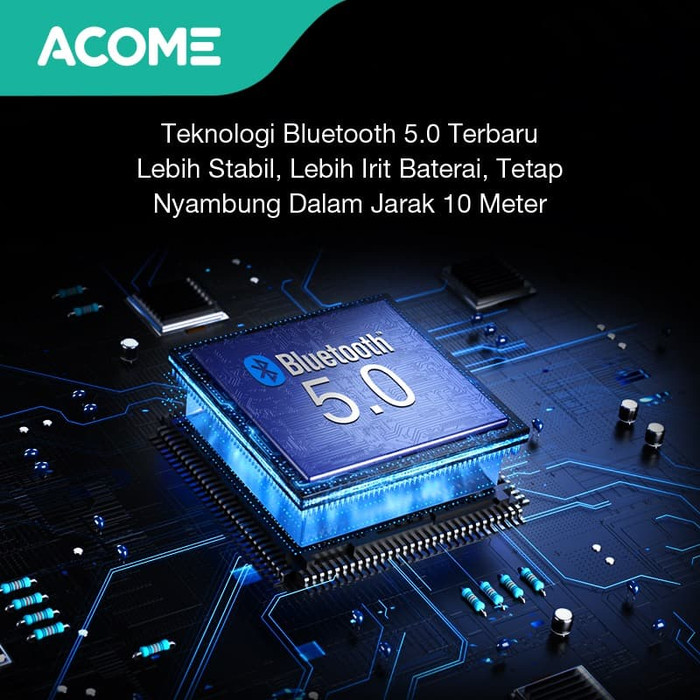 ACOME
Teknologi Bluetooth 5.0 Terbaru
Lebih Stabil, Lebih Irit Baterai, Tetap
Nyambung Dalam Jarak 10 Meter
Bluetooth™
5.0